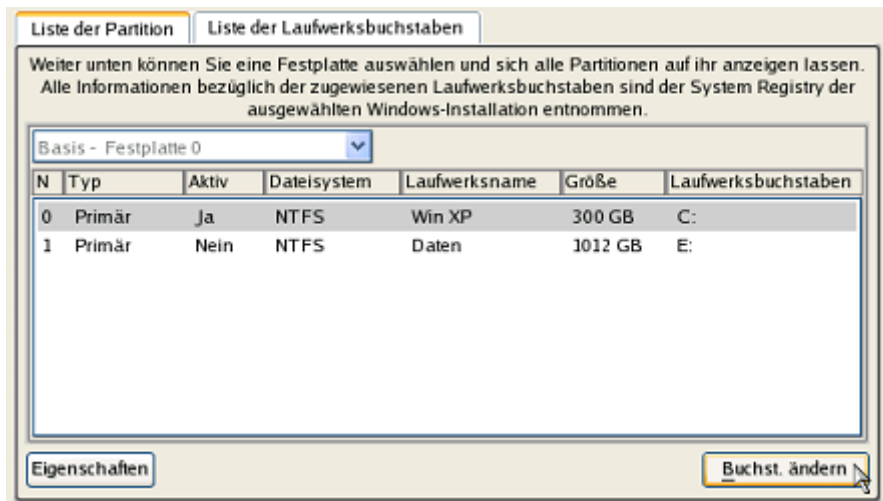 Liste der Partition Liste der Laufwerksbuchstaben
Weiter unten können Sie eine Festplatte auswählen und sich alle Partitionen auf ihr anzeigen lassen.
Alle Informationen bezüglich der zugewiesenen Laufwerksbuchstaben sind der System Registry der
ausgewählten Windows-Installation entnommen.
Basis - Festplatte 0
N Typ Aktiv Dateisystem Laufwerksname Größe Laufwerksbuchstaben
0 Primär Ja NTFS Win XP 300 GB C:
1 Primär Nein NTFS Daten 1012 GB E:
Eigenschaften Buchst. ändern